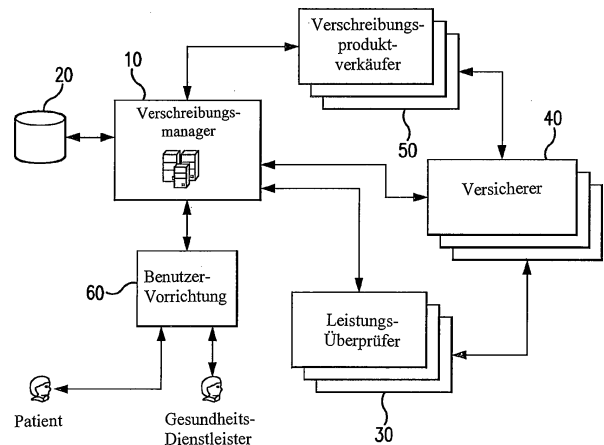 Verschreibungs-
produkt-
verkäufer
10
20
Verschreibungs-
manager
50
40
Versicherer
60
Benutzer-
Vorrichtung
Leistungs-
Überprüfer
Patient
Gesundheits-
Dienstleister
30